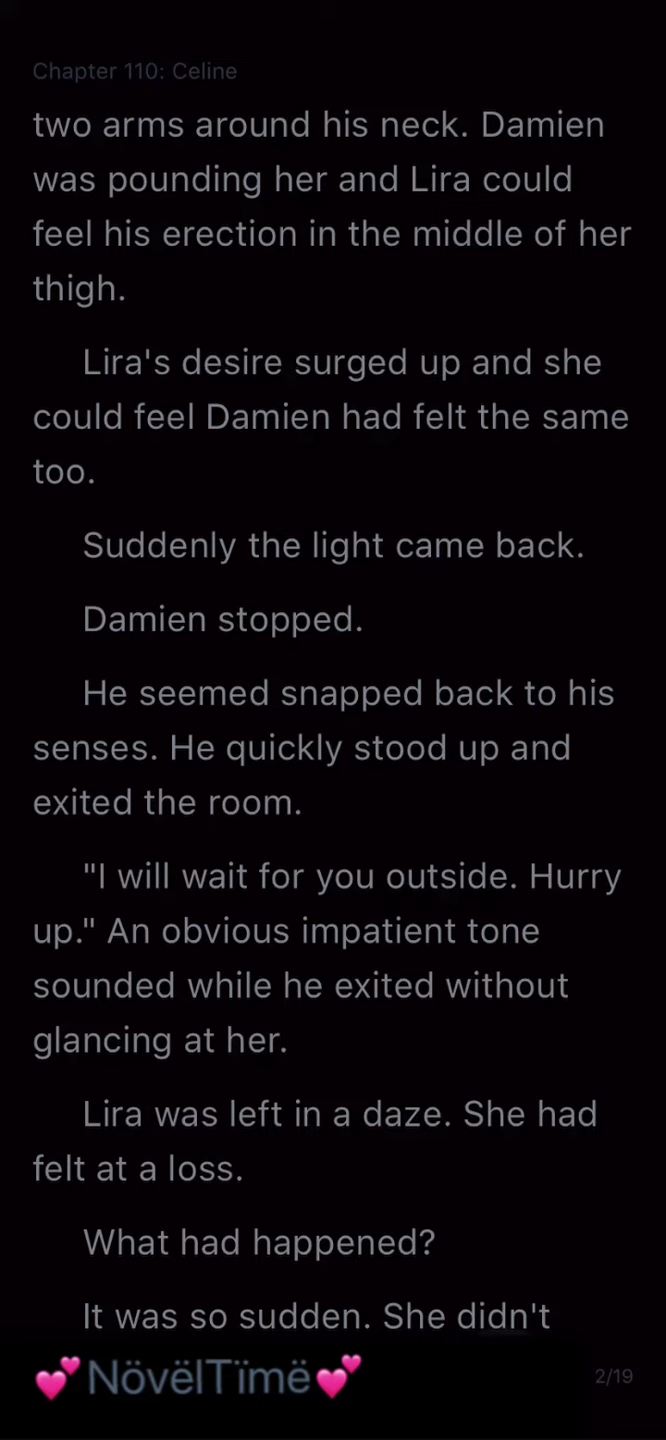 Chapter 110: Celine
two arms around his neck. Damien
was pounding her and Lira could
feel his erection in the middle of her
thigh.
Lira's desire surged up and she
could feel Damien had felt the same
too.
Suddenly the light came back.
Damien stopped.
He seemed snapped back to his
senses. He quickly stood up and
exited the room.
"I will wait for you outside. Hurry
up." An obvious impatient tone
sounded while he exited without
glancing at her.
Lira was left in a daze. She had
felt at a loss.
What had happened?
It was so sudden. She didn't
💕NövëlTïmë💕
2/19